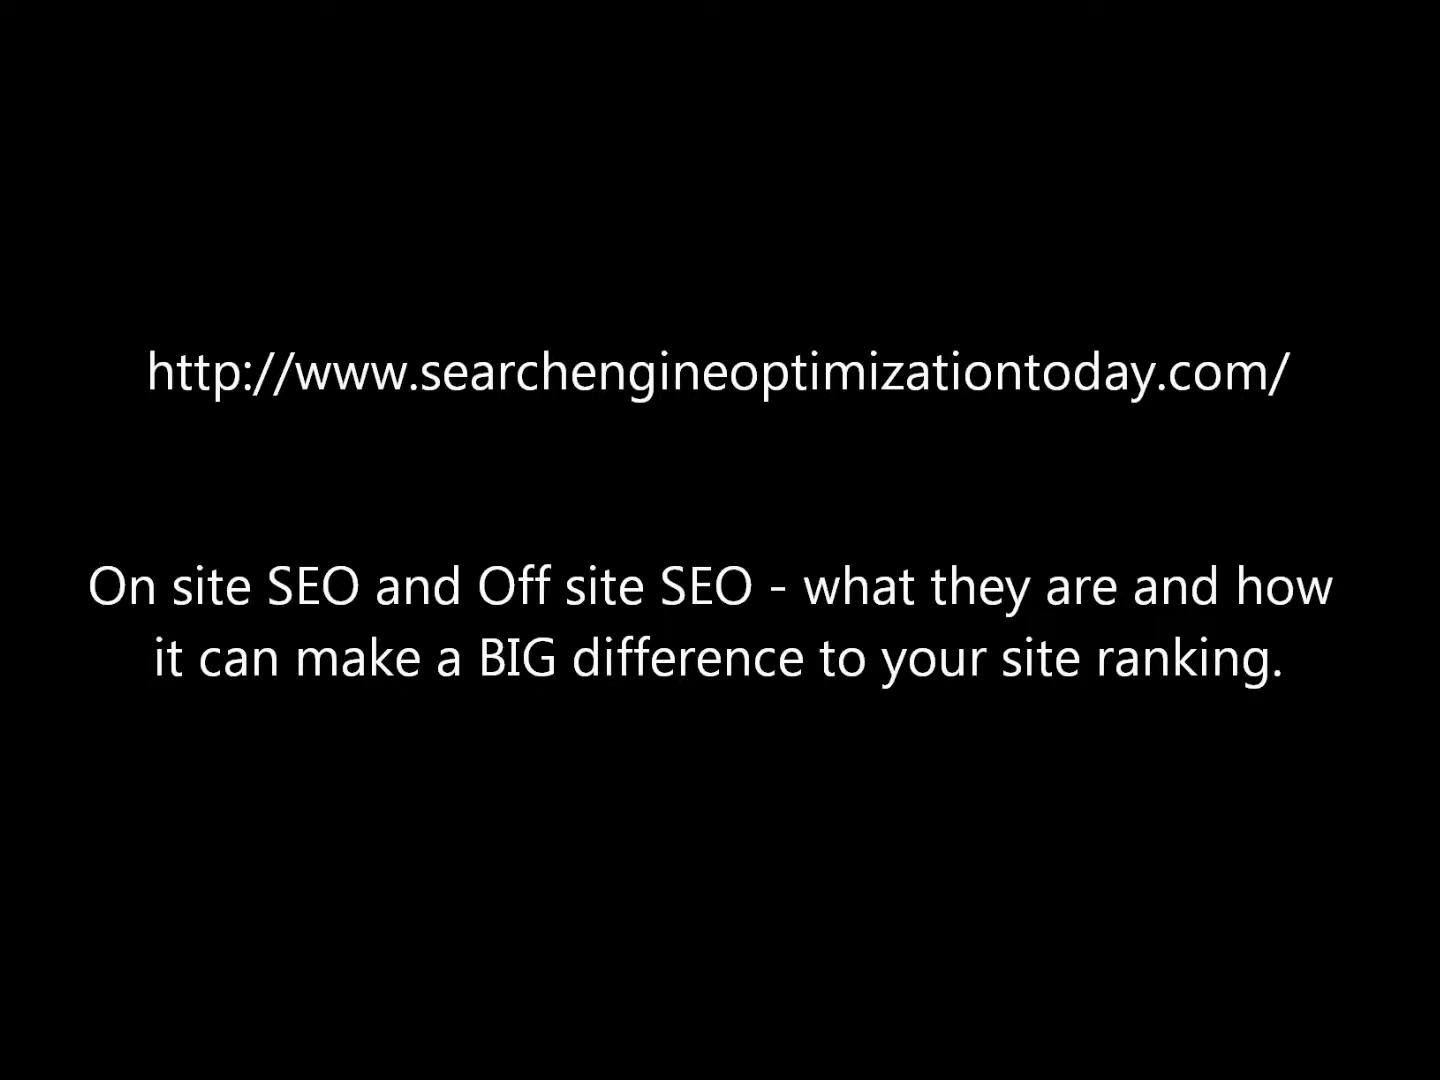 http://www.searchengineoptimizationtoday.com/
On site SEO and Off site SEO - what they are and how
it can make a BIG difference to your site ranking.